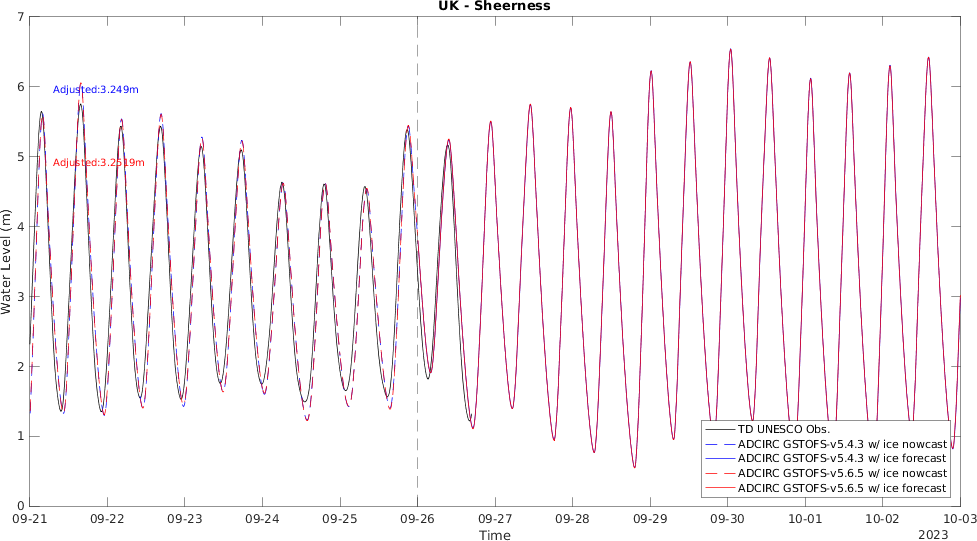 UK - Sheerness
Water Level (m)
7
6
5
4
3
2
1
0
Adjusted:3.249m
Adjusted:3.2519m
TD UNESCO Obs.
ADCIRC GSTOFS-v5.4.3 w/ ice nowcast
ADCIRC GSTOFS-v5.4.3 w/ ice forecast
ADCIRC GSTOFS-v5.6.5 w/ ice nowcast
ADCIRC GSTOFS-v5.6.5 w/ ice forecast
09-21 09-22 09-23 09-24 09-25 09-26 09-27 09-28 09-29 09-30 10-01 10-02 10-03
Time
2023